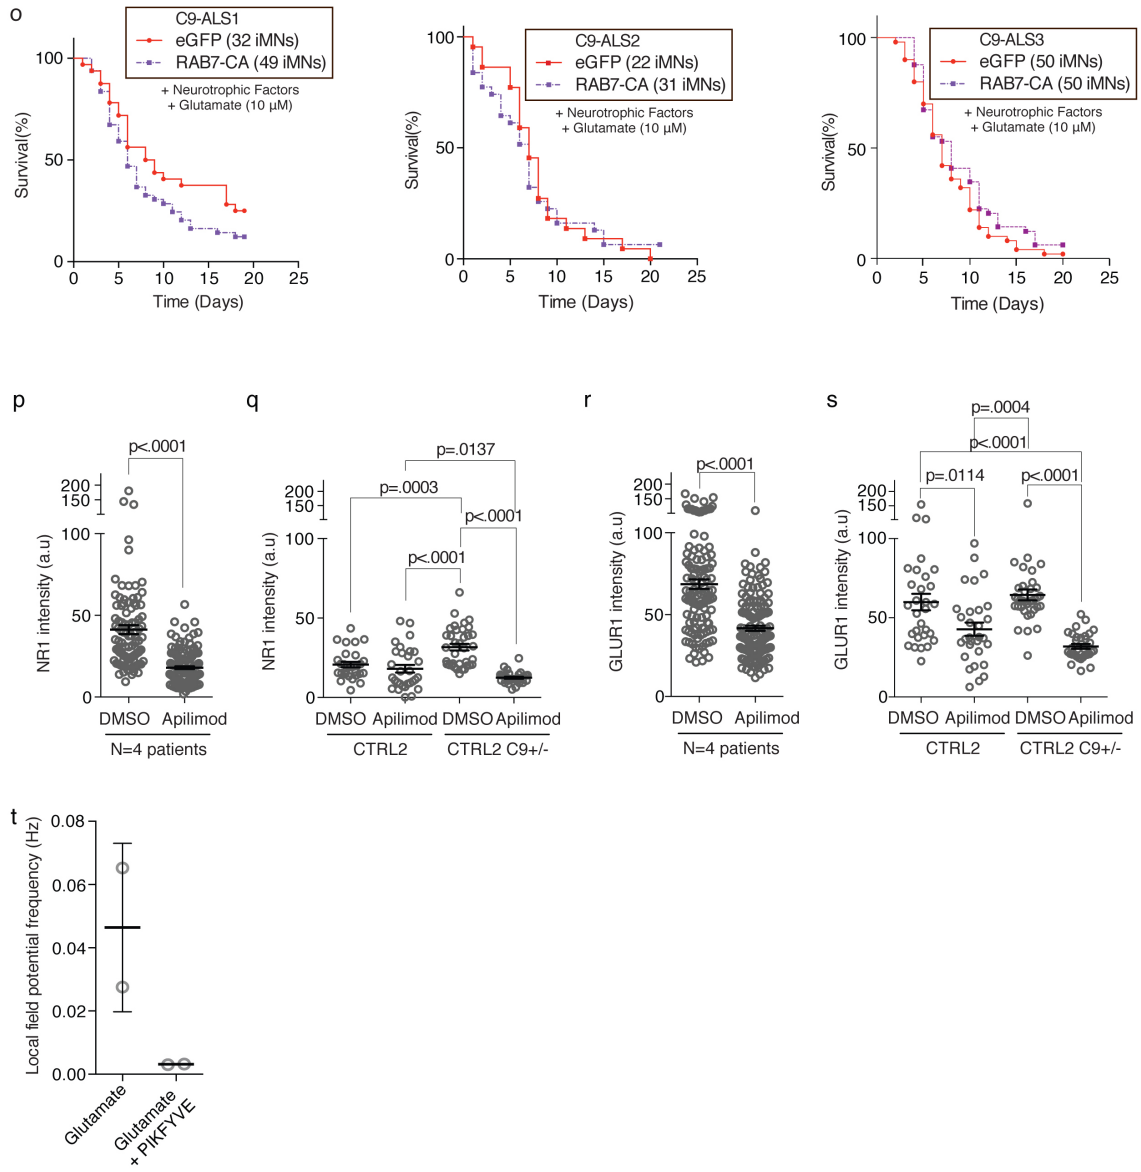 o
C9-ALS1
eGFP (32 iMNs)
RAB7-CA (49 iMNs)
+ Neurotrophic Factors
+ Glutamate (10 µM)
Survival(%)
100
50
0
0 5 10 15 20 25
Time (Days)
C9-ALS2
eGFP (22 iMNs)
RAB7-CA (31 iMNs)
+ Neurotrophic Factors
+ Glutamate (10 µM)
Survival(%)
100
50
0
0 5 10 15 20 25
Time (Days)
C9-ALS3
eGFP (50 iMNs)
RAB7-CA (50 iMNs)
+ Neurotrophic Factors
+ Glutamate (10 µM)
Survival(%)
100
50
0
0 5 10 15 20 25
Time (Days)
p
p<.0001
NR1 intensity (a.u)
200
150
100
50
0
DMSO Apilimod
N=4 patients
q
p=.0137
p=.0003
p<.0001
p<.0001
NR1 intensity (a.u)
200
150
100
50
0
DMSO Apilimod DMSO Apilimod
CTRL2 CTRL2 C9+/-
r
p<.0001
GLUR1 intensity (a.u)
200
150
100
50
0
DMSO Apilimod
N=4 patients
s
p=.0004
p<.0001
p=.0114 p<.0001
GLUR1 intensity (a.u)
200
150
100
50
0
DMSO Apilimod DMSO Apilimod
CTRL2 CTRL2 C9+/-
t
Local field potential frequency (Hz)
0.08
0.06
0.04
0.02
0.00
Glutamate
Glutamate
+ PIKFYVE